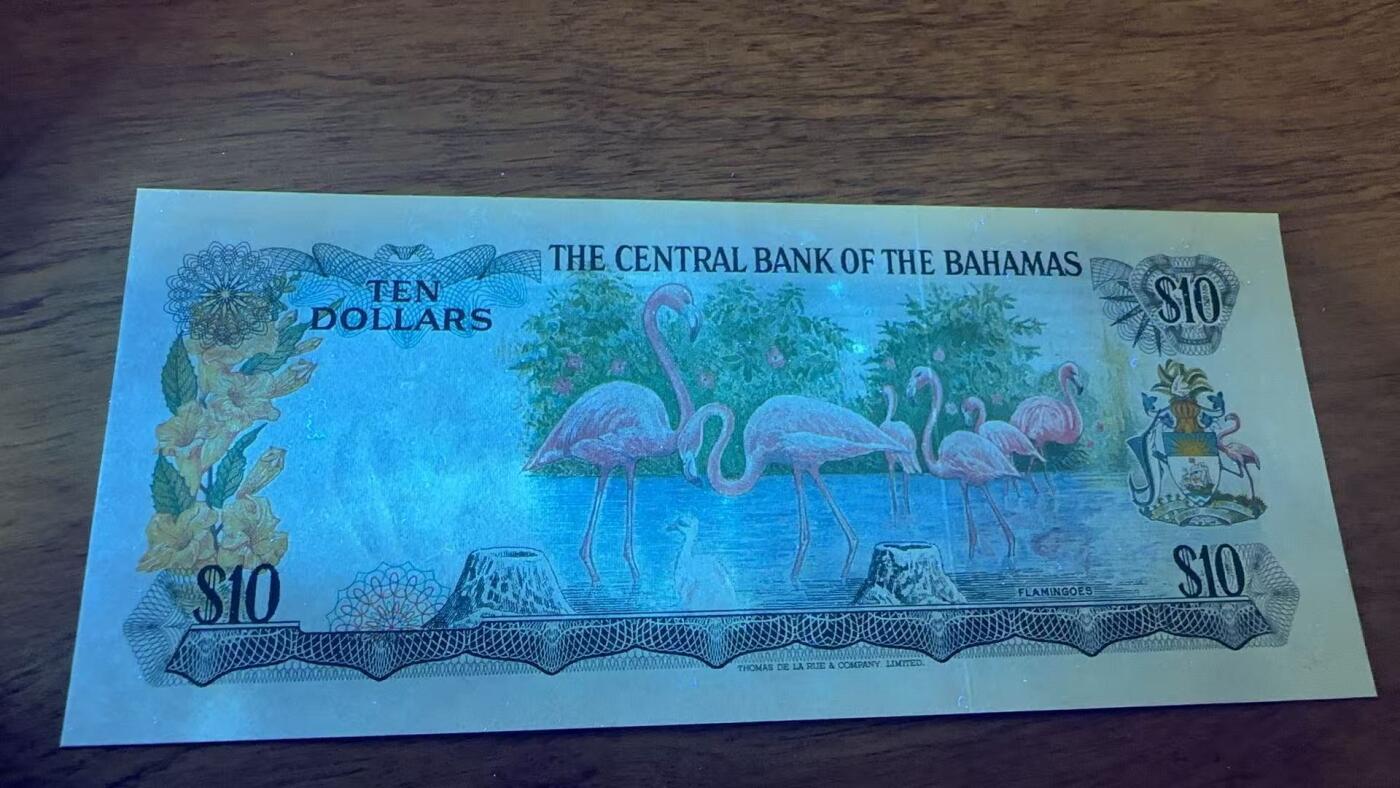 THE CENTRAL BANK OF THE BAHAMAS
TEN
DOLLARS
$10
$10
$10
FLAMINGOES
THOMAS DE LA RUE & COMPANY LIMITED.